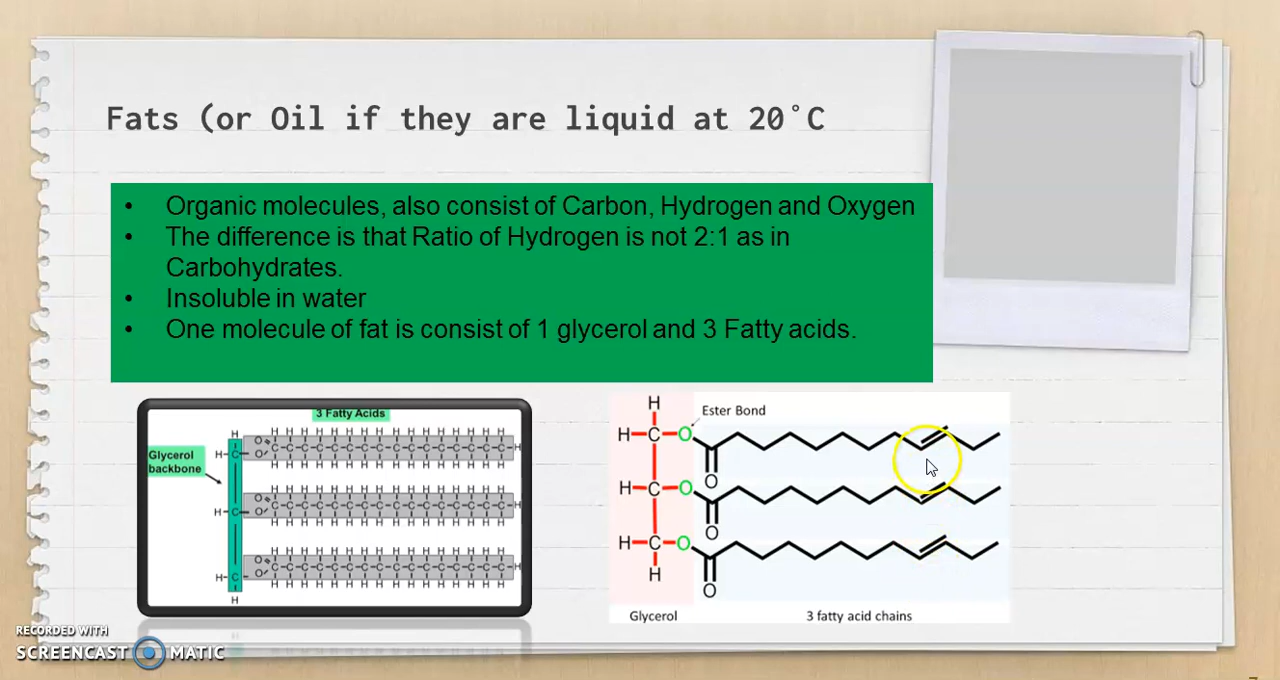 Fats (or Oil if they are liquid at 20°C
• Organic molecules, also consist of Carbon, Hydrogen and Oxygen
• The difference is that Ratio of Hydrogen is not 2:1 as in
Carbohydrates.
• Insoluble in water
• One molecule of fat is consist of 1 glycerol and 3 Fatty acids.
3 Fatty Acids
Glycerol
backbone
H
H H H H H H H H H H H H H H H H
H-C-O O C-C-C-C-C-C-C-C-C-C-C-C-C-C-C-C-H
H H H H H H H H H H H H H H H H
H H H H H H H H H H H H H H H H
H-C-O O C-C-C-C-C-C-C-C-C-C-C-C-C-C-C-C-H
H H H H H H H H H H H H H H H H
H H H H H H H H H H H H H H H H
H-C-O O C-C-C-C-C-C-C-C-C-C-C-C-C-C-C-C-H
H H H H H H H H H H H H H H H H
H
H
Ester Bond
H-C-O
O
H-C-O
O
H-C-O
H
O
Glycerol
3 fatty acid chains
RECORDED WITH
SCREENCAST MATIC